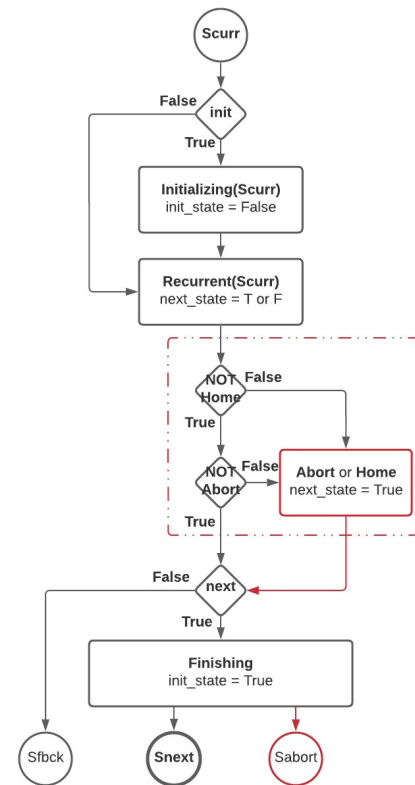 Scurr
False
init
True
Initializing(Scurr)
init_state = False
Recurrent(Scurr)
next_state = T or F
NOT
Home
False
True
NOT
Abort
False
Abort or Home
next_state = True
True
False
next
True
Finishing
init_state = True
Sfbck
Snext
Sabort